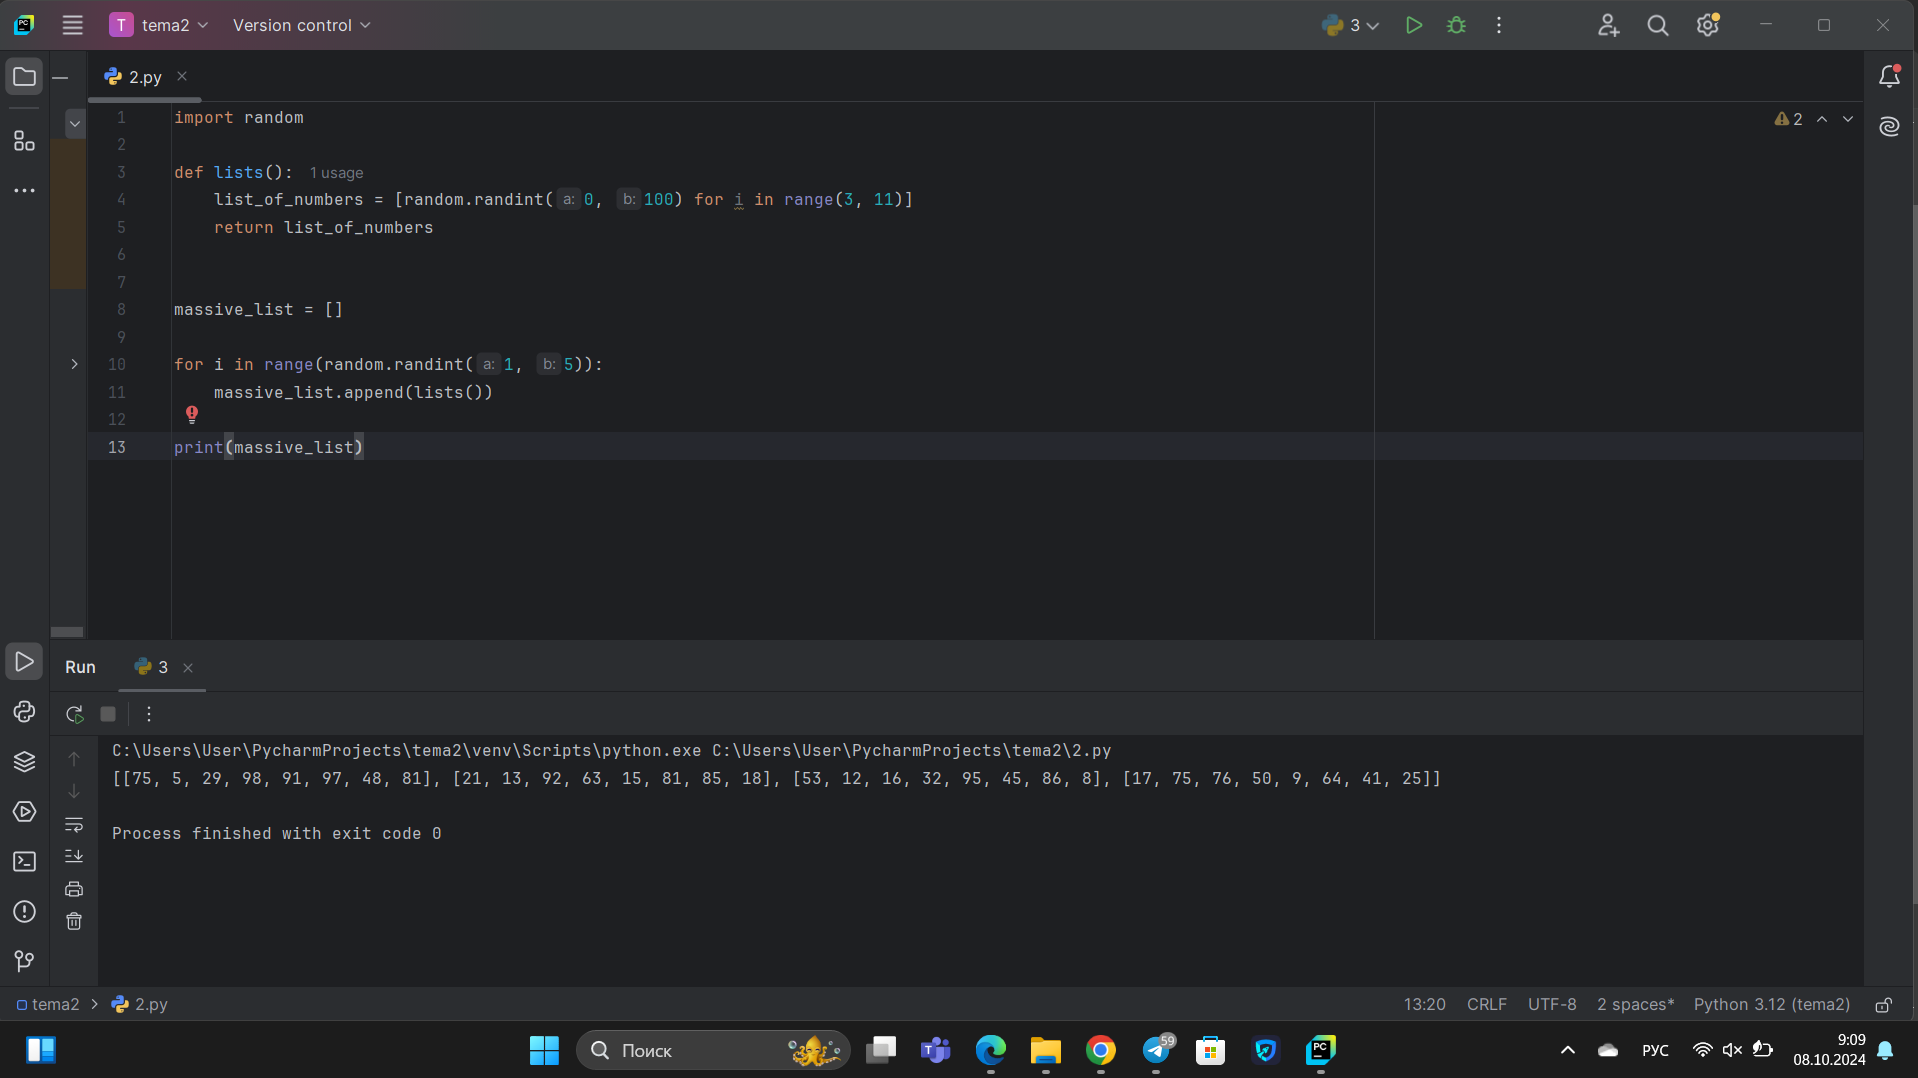 T tema2 Version control 3
2.py
1 import random
2
3 def lists(): 1 usage
4 list_of_numbers = [random.randint( a: 0, b: 100) for i in range(3, 11)]
5 return list_of_numbers
6
7
8 massive_list = []
9
10 for i in range(random.randint( a: 1, b: 5)):
11 massive_list.append(lists())
12
13 print(massive_list)
2
Run 3
C:\Users\User\PycharmProjects\tema2\venv\Scripts\python.exe C:\Users\User\PycharmProjects\tema2\2.py
[[75, 5, 29, 98, 91, 97, 48, 81], [21, 13, 92, 63, 15, 81, 85, 18], [53, 12, 16, 32, 95, 45, 86, 8], [17, 75, 76, 50, 9, 64, 41, 25]]
Process finished with exit code 0
tema2 2.py 13:20 CRLF UTF-8 2 spaces* Python 3.12 (tema2)
Поиск 59 РУС 9:09
08.10.2024